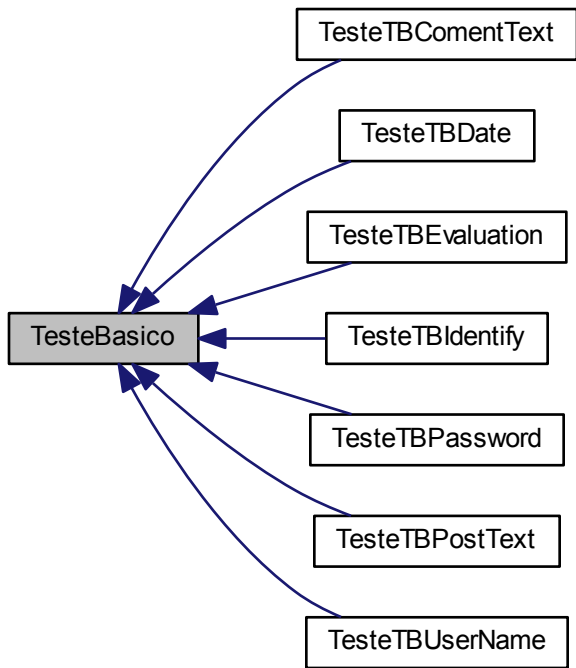 TesteTBComentText
TesteTBDate
TesteTBEvaluation
TesteBasico
TesteTBIdentify
TesteTBPassword
TesteTBPostText
TesteTBUserName